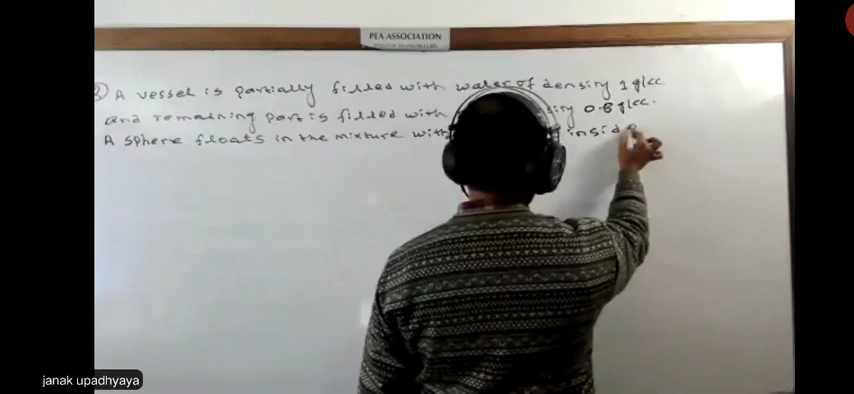 PEA ASSOCIATION
A vessel is partially filled with water of density 1 g/cc
and remaining part is filled with sity 0.8 g/cc.
A sphere floats in the mixture with inside
janak upadhyaya